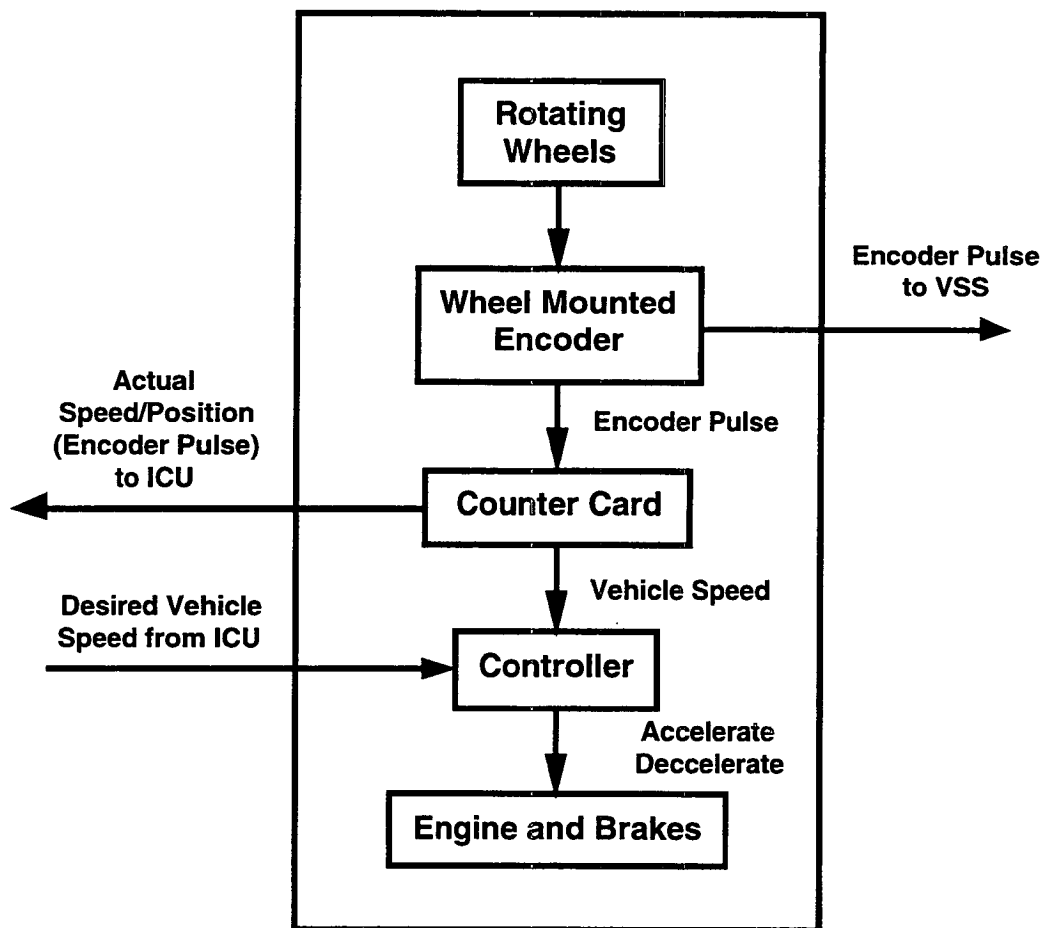 Rotating
Wheels
Encoder Pulse
to VSS
Wheel Mounted
Encoder
Actual
Speed/Position
(Encoder Pulse)
to ICU
Encoder Pulse
Counter Card
Vehicle Speed
Desired Vehicle
Speed from ICU
Controller
Accelerate
Deccelerate
Engine and Brakes